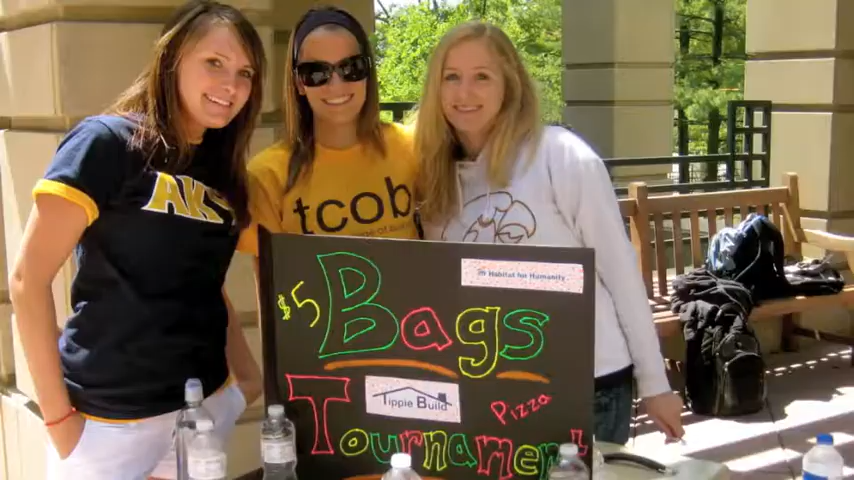 AKΨ
tcob
Habitat for Humanity
$5
Bags
Tippie Build
Pizza
Tournament